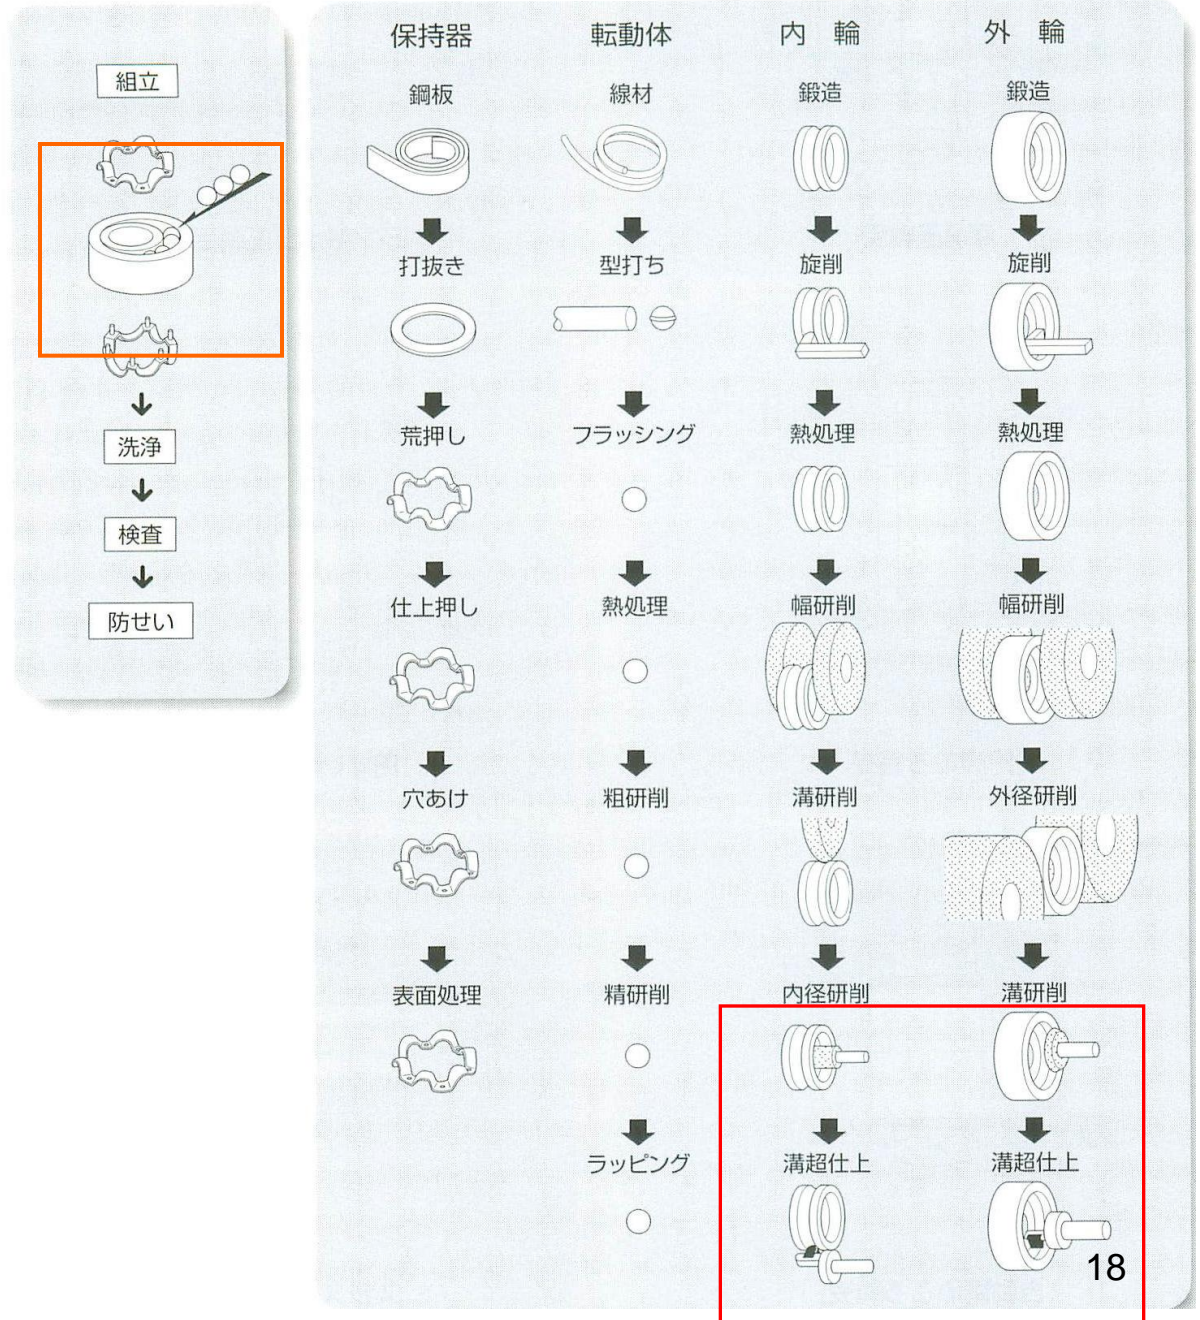 組立
洗浄
検査
防せい
保持器
鋼板
打抜き
荒押し
仕上押し
穴あけ
表面処理
転動体
線材
型打ち
フラッシング
熱処理
粗研削
精研削
ラッピング
内 輪
鍛造
旋削
熱処理
幅研削
溝研削
内径研削
溝超仕上
外 輪
鍛造
旋削
熱処理
幅研削
外径研削
溝研削
溝超仕上
18